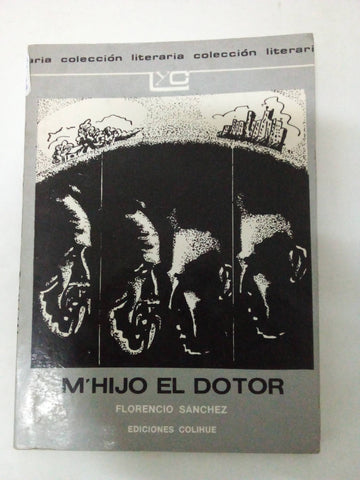 aria colección literaria colección literari
LyC
M'HIJO EL DOTOR
FLORENCIO SANCHEZ
EDICIONES COLIHUE